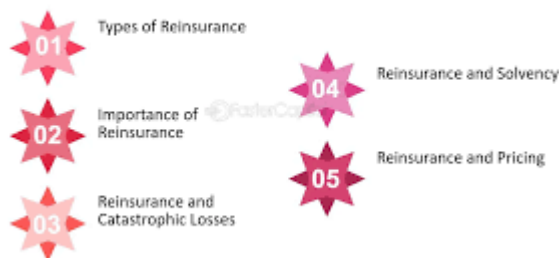 01
Types of Reinsurance
02
Importance of
Reinsurance
03
Reinsurance and
Catastrophic Losses
04
Reinsurance and Solvency
05
Reinsurance and Pricing